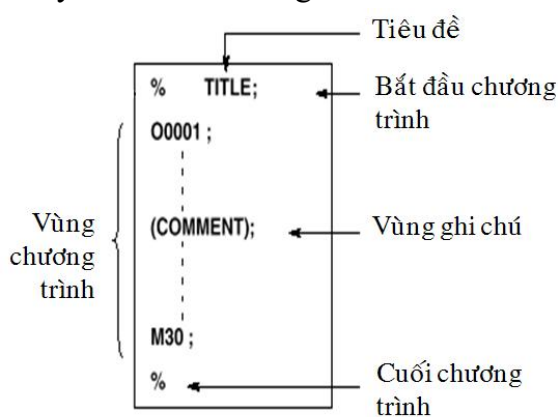 Tiêu đề
% TITLE;
Bắt đầu chương
trình
O0001 ;
Vùng
chương
trình
(COMMENT);
Vùng ghi chú
M30 ;
%
Cuối chương
trình